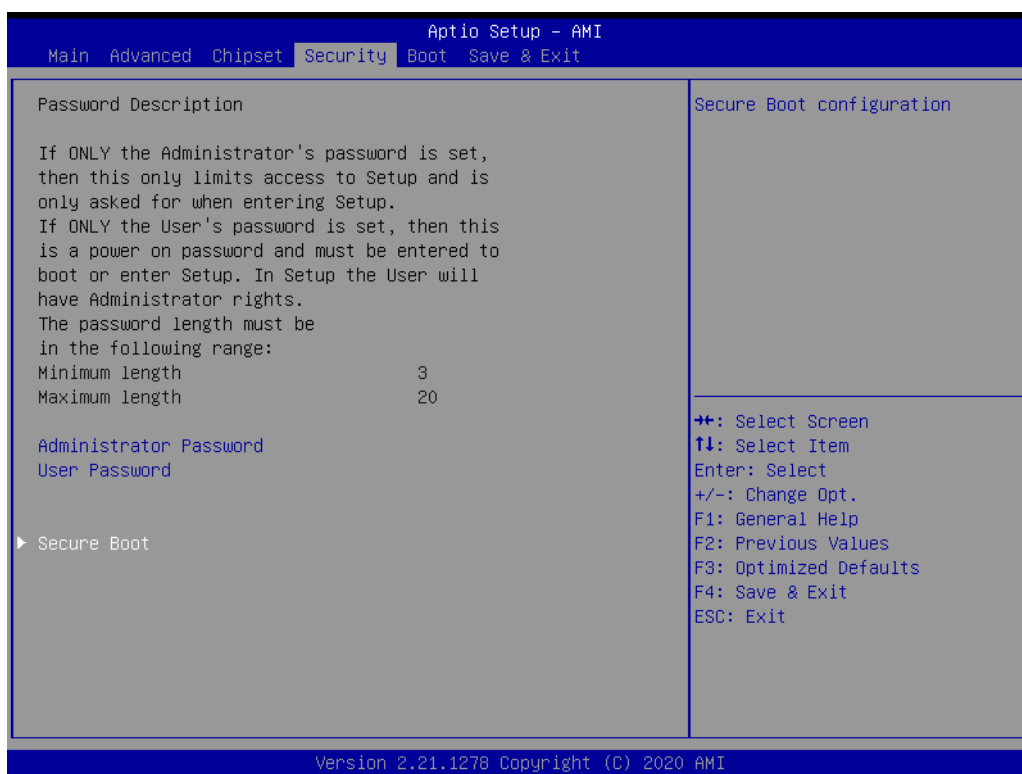 Aptio Setup - AMI
Main Advanced Chipset Security Boot Save & Exit
Password Description
If ONLY the Administrator's password is set,
then this only limits access to Setup and is
only asked for when entering Setup.
If ONLY the User's password is set, then this
is a power on password and must be entered to
boot or enter Setup. In Setup the User will
have Administrator rights.
The password length must be
in the following range:
Minimum length 3
Maximum length 20
Administrator Password
User Password
Secure Boot
Secure Boot configuration
→←: Select Screen
↑↓: Select Item
Enter: Select
+/-: Change Opt.
F1: General Help
F2: Previous Values
F3: Optimized Defaults
F4: Save & Exit
ESC: Exit
Version 2.21.1278 Copyright (C) 2020 AMI